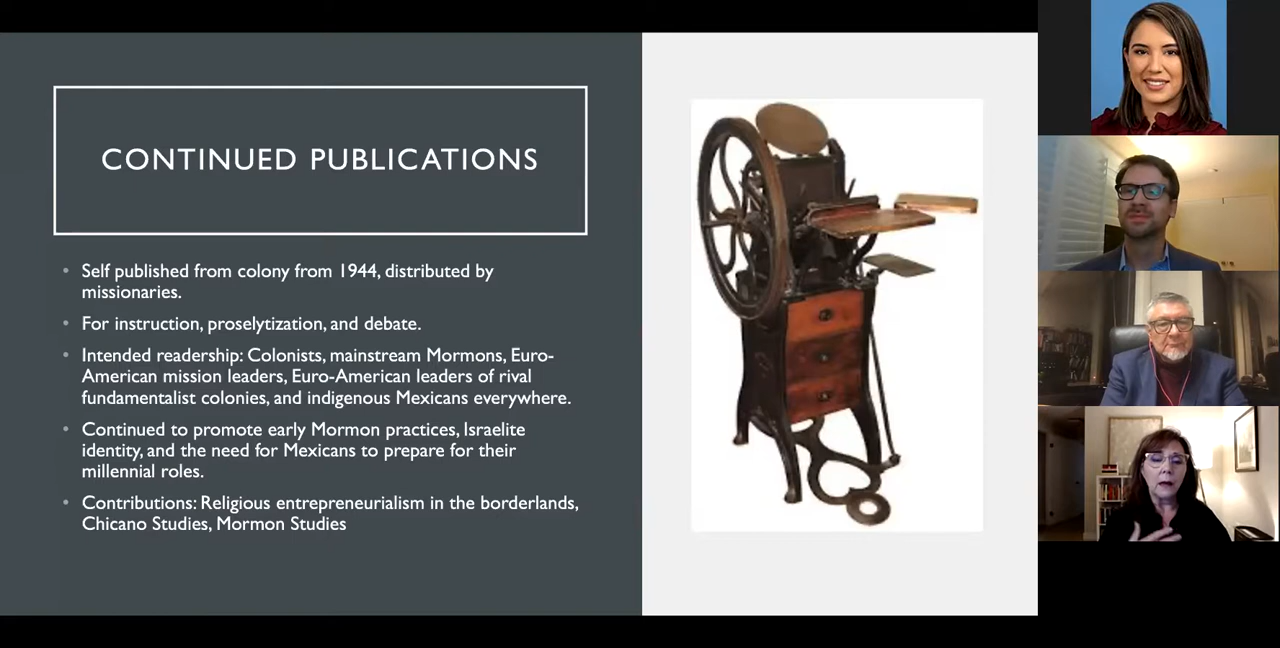 CONTINUED PUBLICATIONS
• Self published from colony from 1944, distributed by
missionaries.
• For instruction, proselytization, and debate.
• Intended readership: Colonists, mainstream Mormons, Euro-
American mission leaders, Euro-American leaders of rival
fundamentalist colonies, and indigenous Mexicans everywhere.
• Continued to promote early Mormon practices, Israelite
identity, and the need for Mexicans to prepare for their
millennial roles.
• Contributions: Religious entrepreneurialism in the borderlands,
Chicano Studies, Mormon Studies